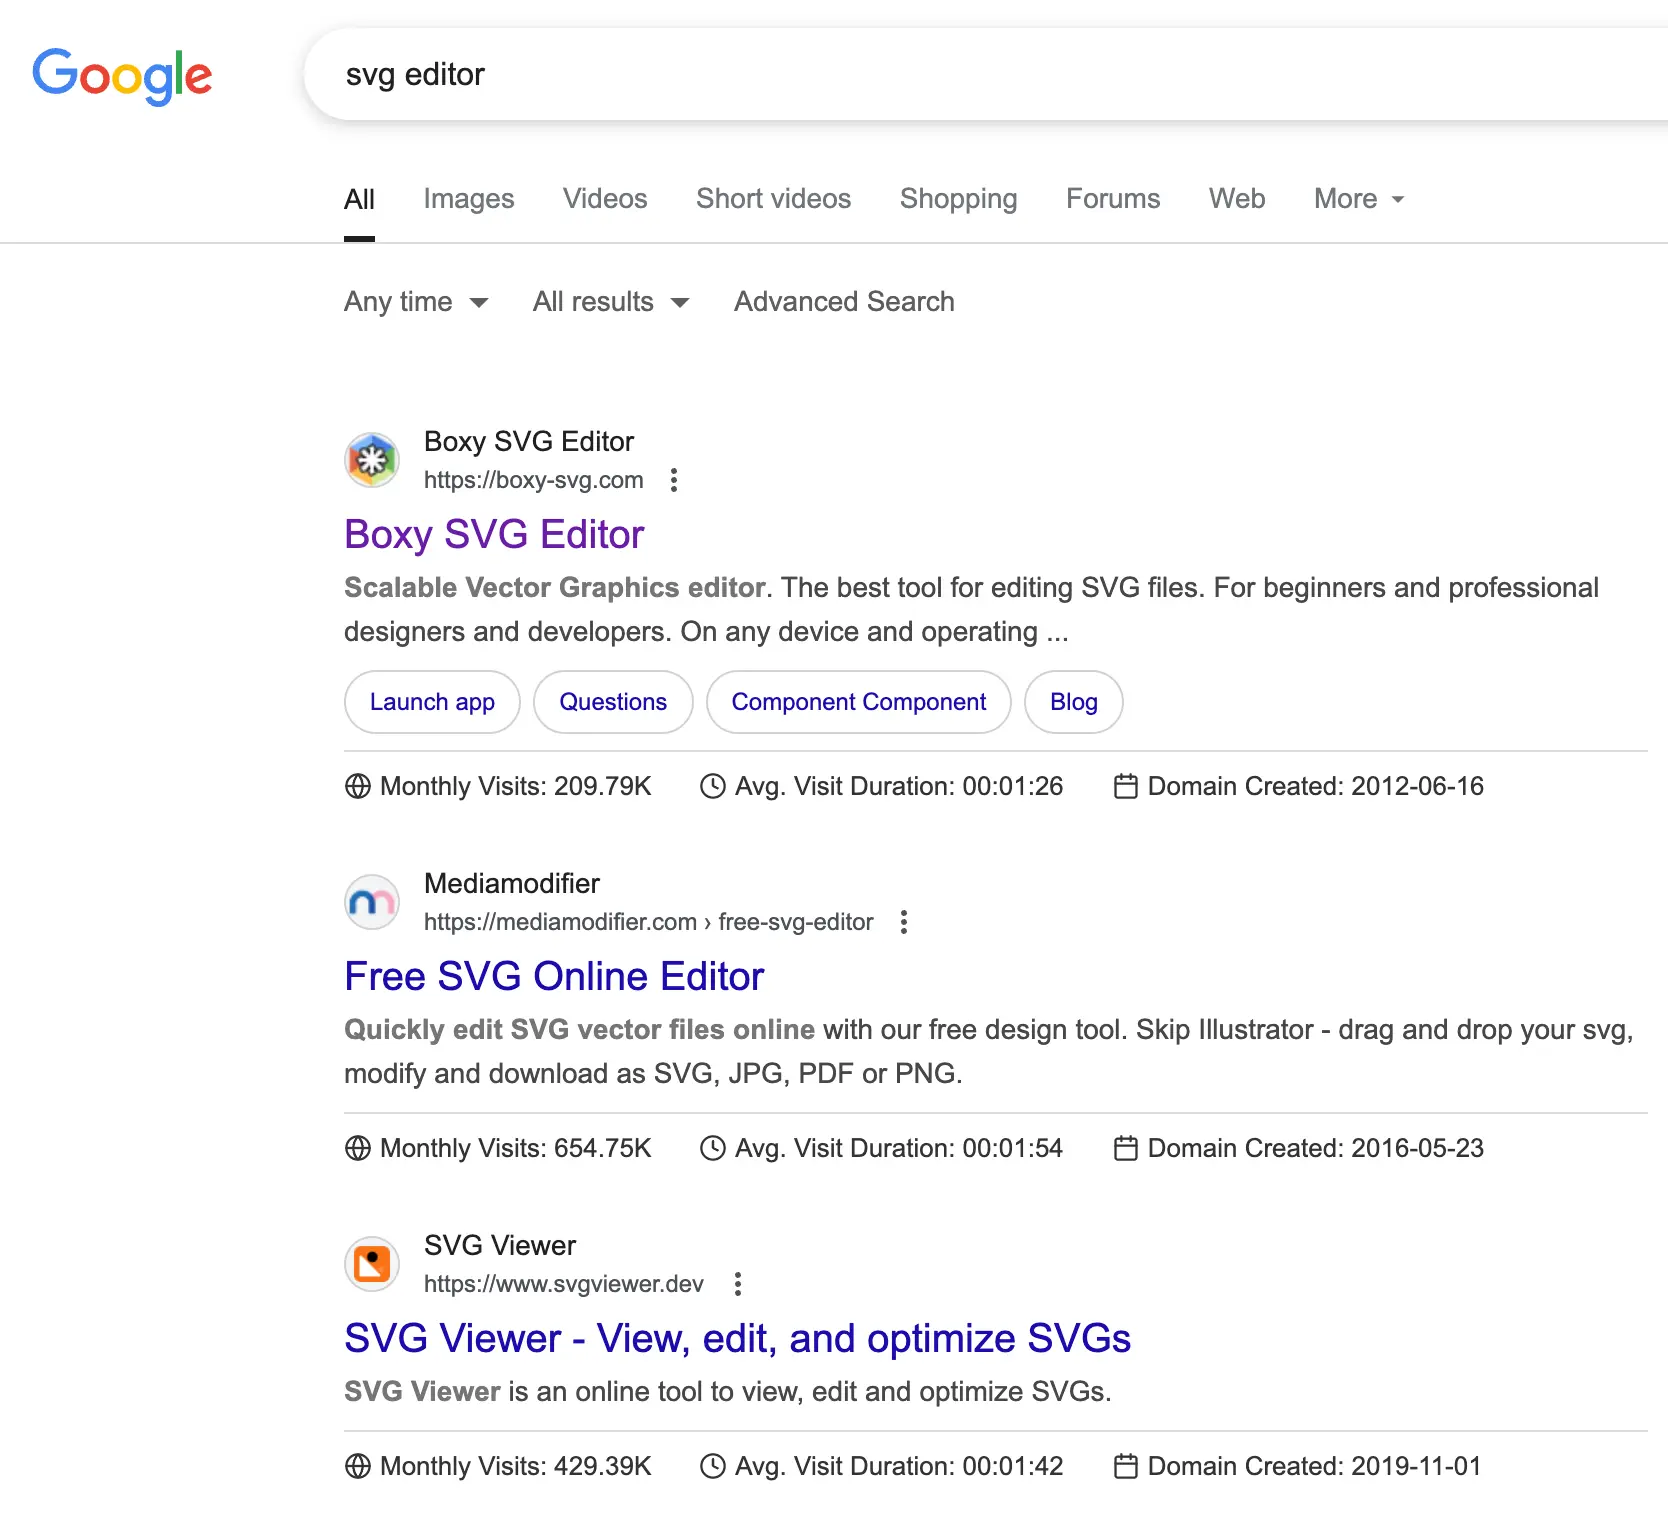 Google
svg editor
All Images Videos Short videos Shopping Forums Web More
Any time All results Advanced Search
Boxy SVG Editor
https://boxy-svg.com
Boxy SVG Editor
Scalable Vector Graphics editor. The best tool for editing SVG files. For beginners and professional
designers and developers. On any device and operating ...
Launch app Questions Component Component Blog
Monthly Visits: 209.79K Avg. Visit Duration: 00:01:26 Domain Created: 2012-06-16
Mediamodifier
https://mediamodifier.com › free-svg-editor
Free SVG Online Editor
Quickly edit SVG vector files online with our free design tool. Skip Illustrator - drag and drop your svg,
modify and download as SVG, JPG, PDF or PNG.
Monthly Visits: 654.75K Avg. Visit Duration: 00:01:54 Domain Created: 2016-05-23
SVG Viewer
https://www.svgviewer.dev
SVG Viewer - View, edit, and optimize SVGs
SVG Viewer is an online tool to view, edit and optimize SVGs.
Monthly Visits: 429.39K Avg. Visit Duration: 00:01:42 Domain Created: 2019-11-01